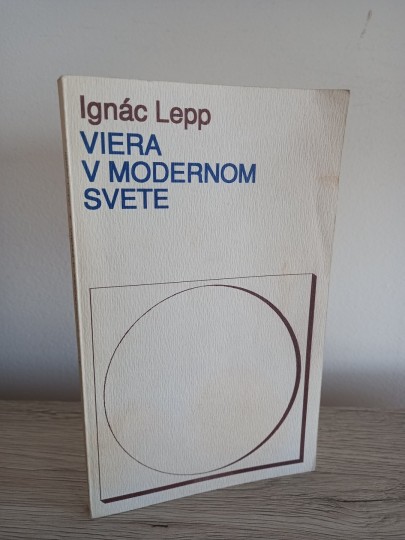 Ignác Lepp
VIERA
V MODERNOM
SVETE